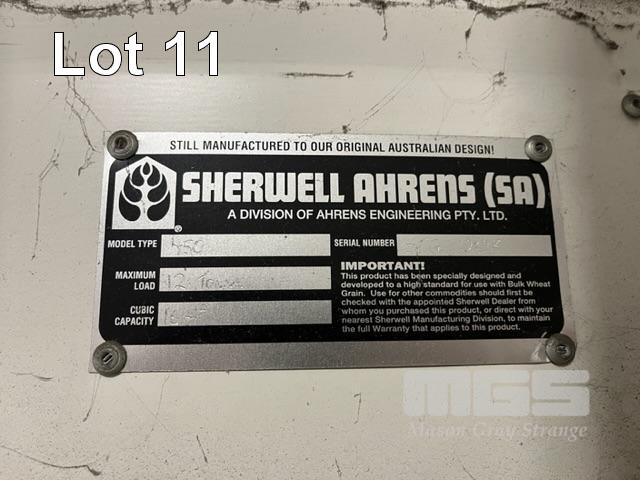 Lot 11
STILL MANUFACTURED TO OUR ORIGINAL AUSTRALIAN DESIGN!
SHERWELL AHRENS (SA)
A DIVISION OF AHRENS ENGINEERING PTY. LTD.
®
MODEL TYPE 450 SERIAL NUMBER
MAXIMUM
LOAD 12
CUBIC
CAPACITY
IMPORTANT!
This product has been specially designed and
developed to a high standard for use with Bulk Wheat
Grain. Use for other commodities should first be
checked with the appointed Sherwell Dealer from
whom you purchased this product, or direct with your
nearest Sherwell Manufacturing Division, to maintain
the full Warranty that applies to this product.
MGS
Mason Gray Strange